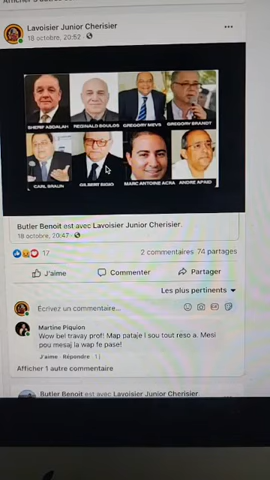 Lavoisier Junior Cherisier
18 octobre, 20:52
SHERIF ABDALAH
REGINALD BOULOS
GREGORY MEVS
GREGORY BRANDT
CARL BRAUN
GILBERT BIGIO
MARC ANTOINE ACRA
ANDRE APAID
Butler Benoit est avec Lavoisier Junior Cherisier.
18 octobre, 20:47
17
2 commentaires 74 partages
J'aime
Commenter
Partager
Les plus pertinents
Écrivez un commentaire...
Martine Piquion
Wow bel travay prof! Map pataje l sou tout reso a. Mesi
pou mesaj la wap fe pase!
J'aime Répondre
Afficher 1 autre commentaire
Butler Benoit est avec Lavoisier Junior Cherisier.